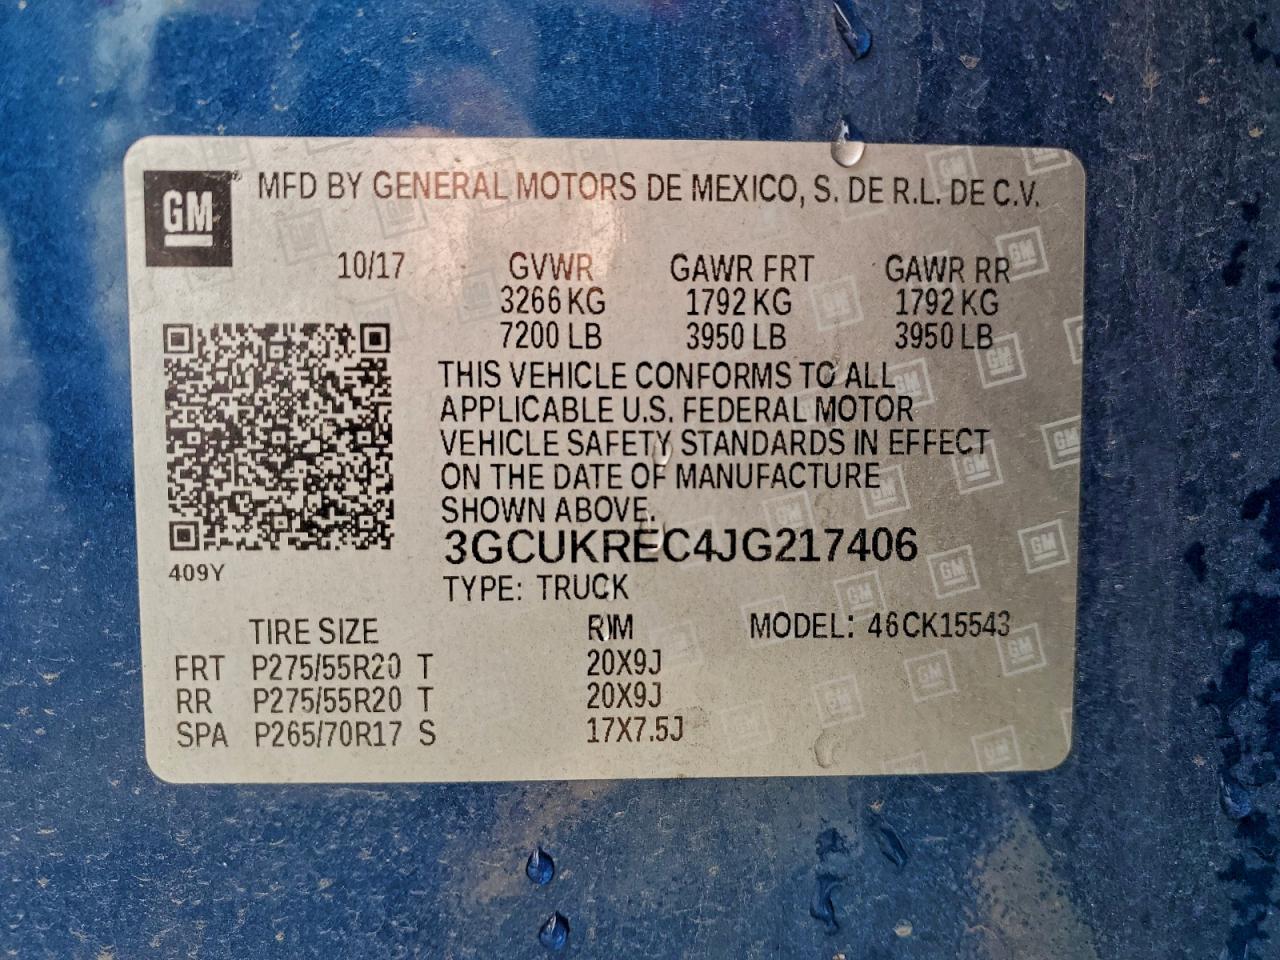 GM MFD BY GENERAL MOTORS DE MEXICO, S. DE R.L. DE C.V.
10/17 GVWR GAWR FRT GAWR RR
3266 KG 1792 KG 1792 KG
7200 LB 3950 LB 3950 LB
THIS VEHICLE CONFORMS TO ALL
APPLICABLE U.S. FEDERAL MOTOR
VEHICLE SAFETY STANDARDS IN EFFECT
ON THE DATE OF MANUFACTURE
SHOWN ABOVE.
3GCUKREC4JG217406
409Y
TYPE: TRUCK
TIRE SIZE RIM MODEL: 46CK15543
FRT P275/55R20 T 20X9J
RR P275/55R20 T 20X9J
SPA P265/70R17 S 17X7.5J